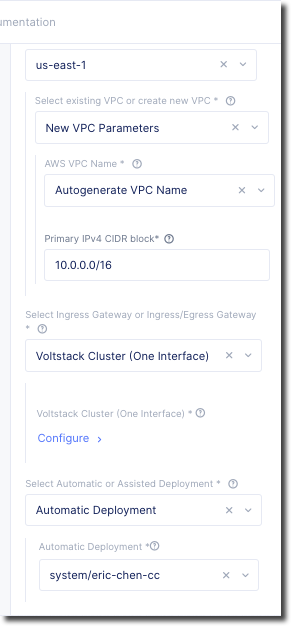 umentation
us-east-1
Select existing VPC or create new VPC *
New VPC Parameters
AWS VPC Name *
Autogenerate VPC Name
Primary IPv4 CIDR block*
10.0.0.0/16
Select Ingress Gateway or Ingress/Egress Gateway
*
Voltstack Cluster (One Interface)
Voltstack Cluster (One Interface) *
Configure
Select Automatic or Assisted Deployment *
Automatic Deployment
Automatic Deployment *
system/eric-chen-cc